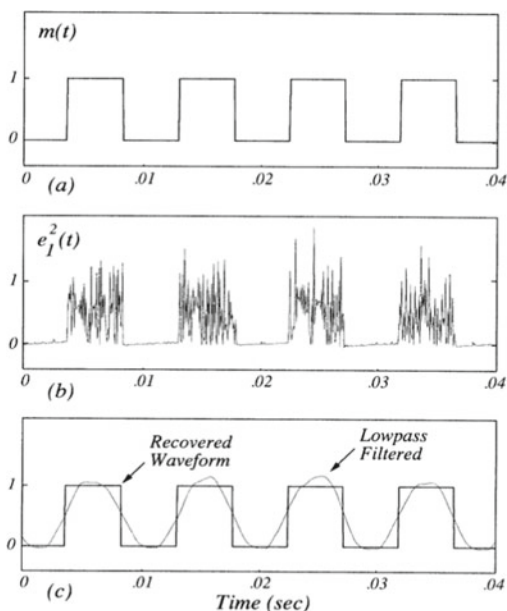 m(t)
1
0
0 .01 .02 .03 .04
(a)
e₁²(t)
1
0
0 .01 .02 .03 .04
(b)
Recovered
Waveform
Lowpass
Filtered
1
0
0 .01 .02 .03 .04
(c)
Time (sec)